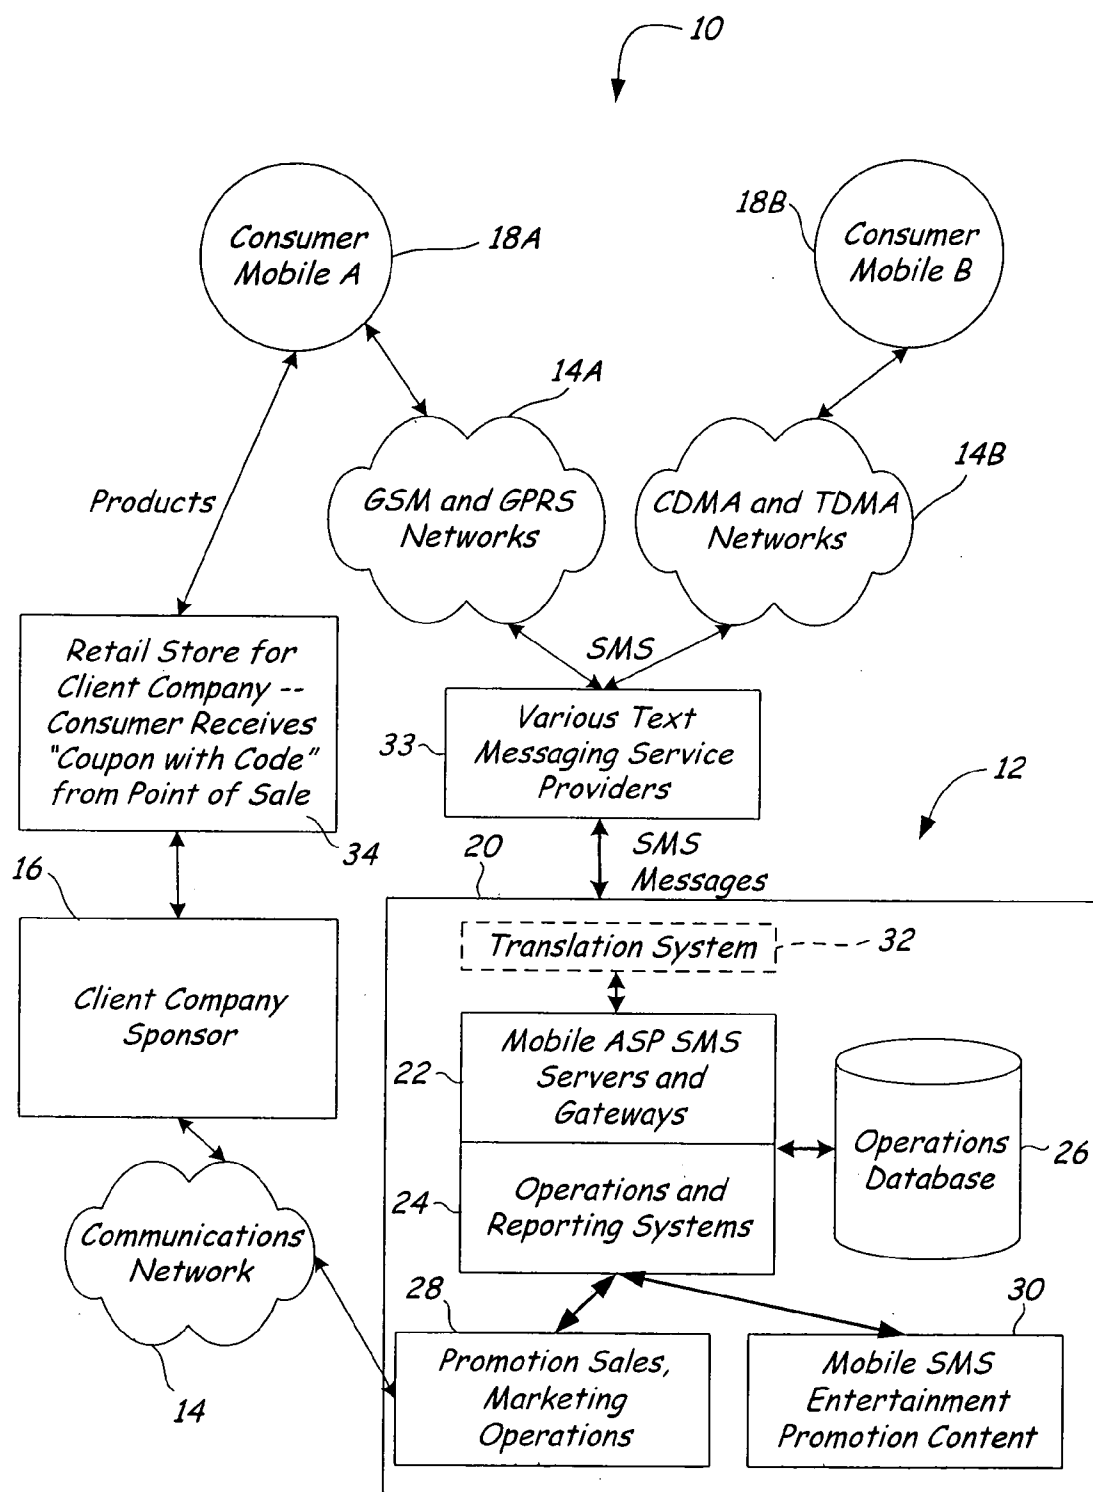 10
Consumer
Mobile A
18A
18B
Consumer
Mobile B
14A
14B
Products
GSM and GPRS
Networks
CDMA and TDMA
Networks
SMS
Retail Store for
Client Company --
Consumer Receives
"Coupon with Code"
from Point of Sale
34
33
Various Text
Messaging Service
Providers
12
16
20
SMS
Messages
Client Company
Sponsor
Translation System
32
22
Mobile ASP SMS
Servers and
Gateways
24
Operations and
Reporting Systems
Operations
Database
26
Communications
Network
14
28
Promotion Sales,
Marketing
Operations
30
Mobile SMS
Entertainment
Promotion Content